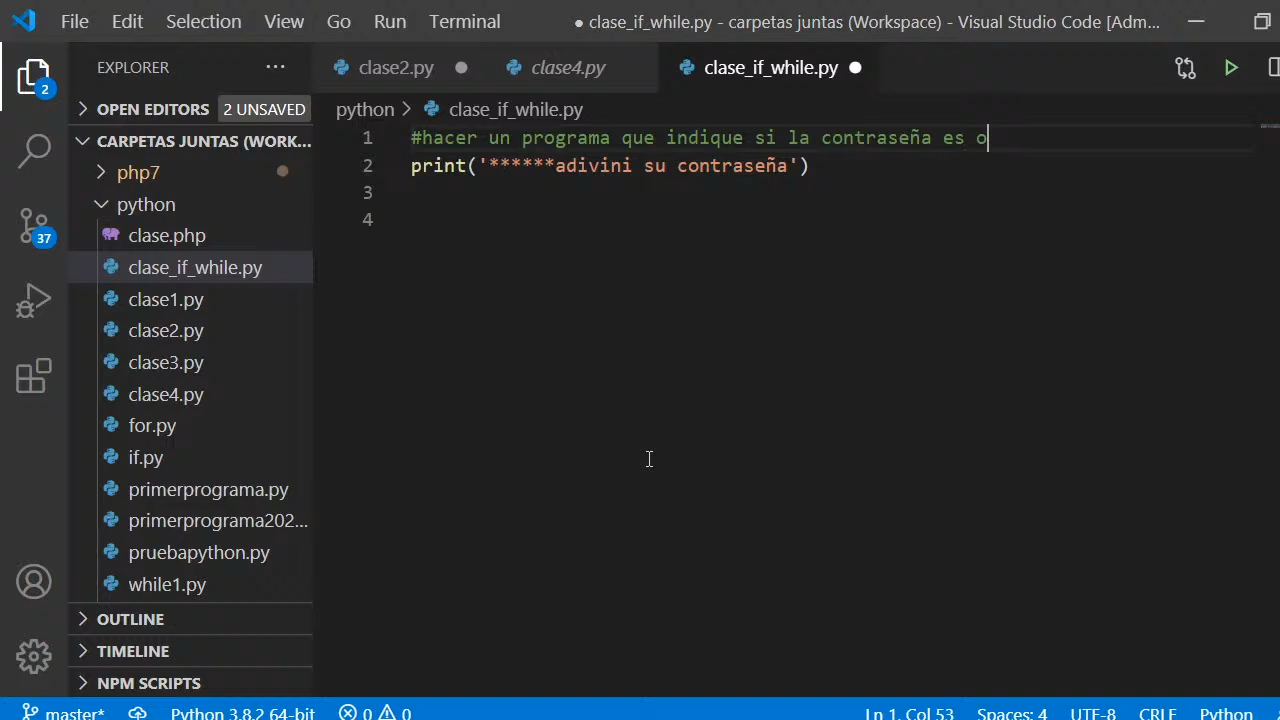 File Edit Selection View Go Run Terminal ● clase_if_while.py - carpetas juntas (Workspace) - Visual Studio Code [Adm...
EXPLORER ...
clase2.py ● clase4.py clase_if_while.py ●
2
OPEN EDITORS 2 UNSAVED
python > clase_if_while.py
CARPETAS JUNTAS (WORK...
1 #hacer un programa que indique si la contraseña es o
2 print('******adivini su contraseña')
3
4
php7
python
clase.php
37
clase_if_while.py
clase1.py
clase2.py
clase3.py
clase4.py
for.py
if.py
primerprograma.py
primerprograma202...
pruebapython.py
while1.py
OUTLINE
TIMELINE
NPM SCRIPTS
master* Python 3.8.2 64-bit 0 0 Ln 1, Col 53 Spaces: 4 UTF-8 CRLF Python